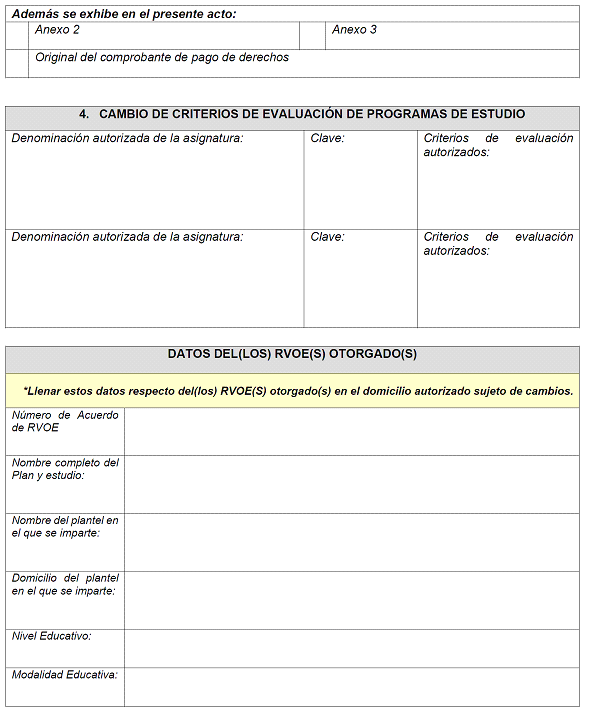 Además se exhibe en el presente acto:
Anexo 2 Anexo 3
Original del comprobante de pago de derechos
4. CAMBIO DE CRITERIOS DE EVALUACIÓN DE PROGRAMAS DE ESTUDIO
Denominación autorizada de la asignatura: Clave: Criterios de evaluación
autorizados:
Denominación autorizada de la asignatura: Clave: Criterios de evaluación
autorizados:
DATOS DEL(LOS) RVOE(S) OTORGADO(S)
*Llenar estos datos respecto del(los) RVOE(S) otorgado(s) en el domicilio autorizado sujeto de cambios.
Número de Acuerdo
de RVOE
Nombre completo del
Plan y estudio:
Nombre del plantel en
el que se imparte:
Domicilio del plantel
en el que se imparte:
Nivel Educativo:
Modalidad Educativa: